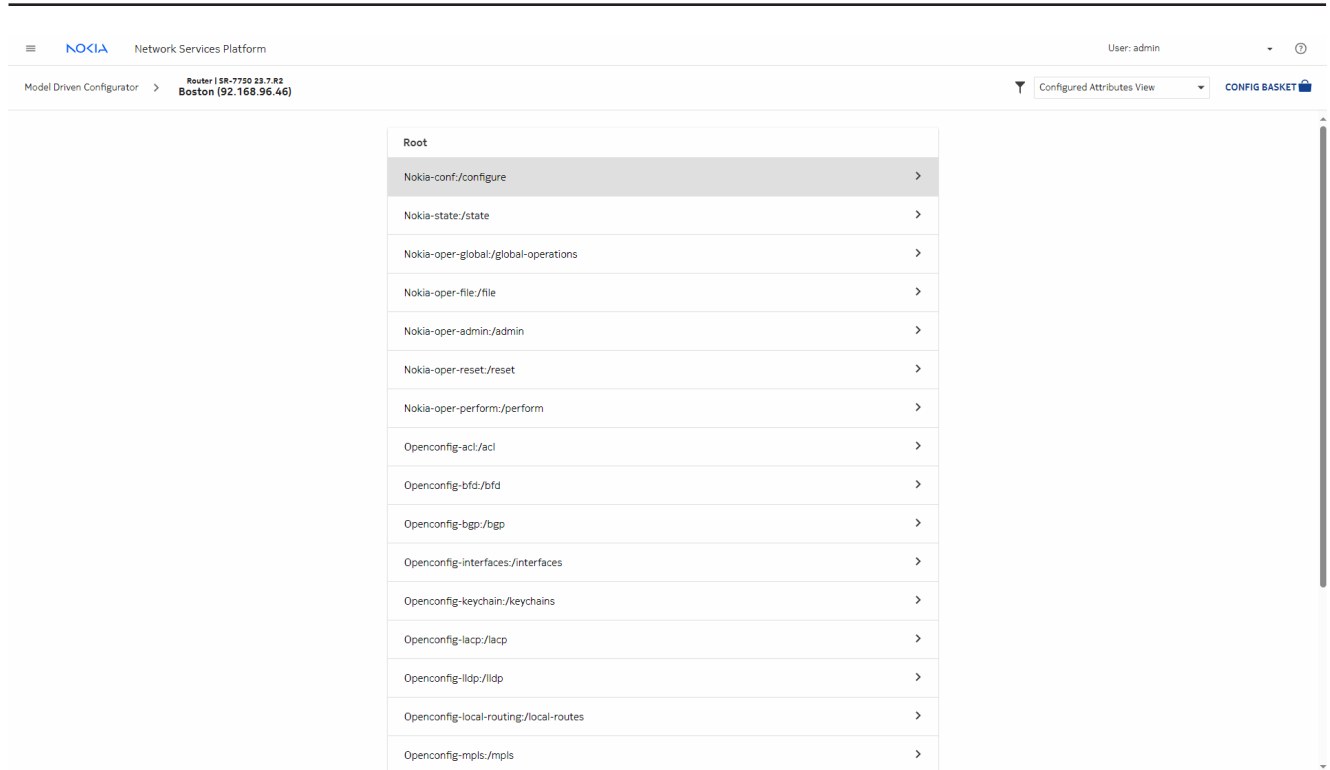 NOKIA Network Services Platform User: admin
Model Driven Configurator Router | SR-7750 23.7.R2 Configured Attributes View CONFIG BASKET
Boston (92.168.96.46)
Root
Nokia-conf:/configure
Nokia-state:/state
Nokia-oper-global:/global-operations
Nokia-oper-file:/file
Nokia-oper-admin:/admin
Nokia-oper-reset:/reset
Nokia-oper-perform:/perform
Openconfig-acl:/acl
Openconfig-bfd:/bfd
Openconfig-bgp:/bgp
Openconfig-interfaces:/interfaces
Openconfig-keychain:/keychains
Openconfig-lacp:/lacp
Openconfig-lldp:/lldp
Openconfig-local-routing:/local-routes
Openconfig-mpls:/mpls